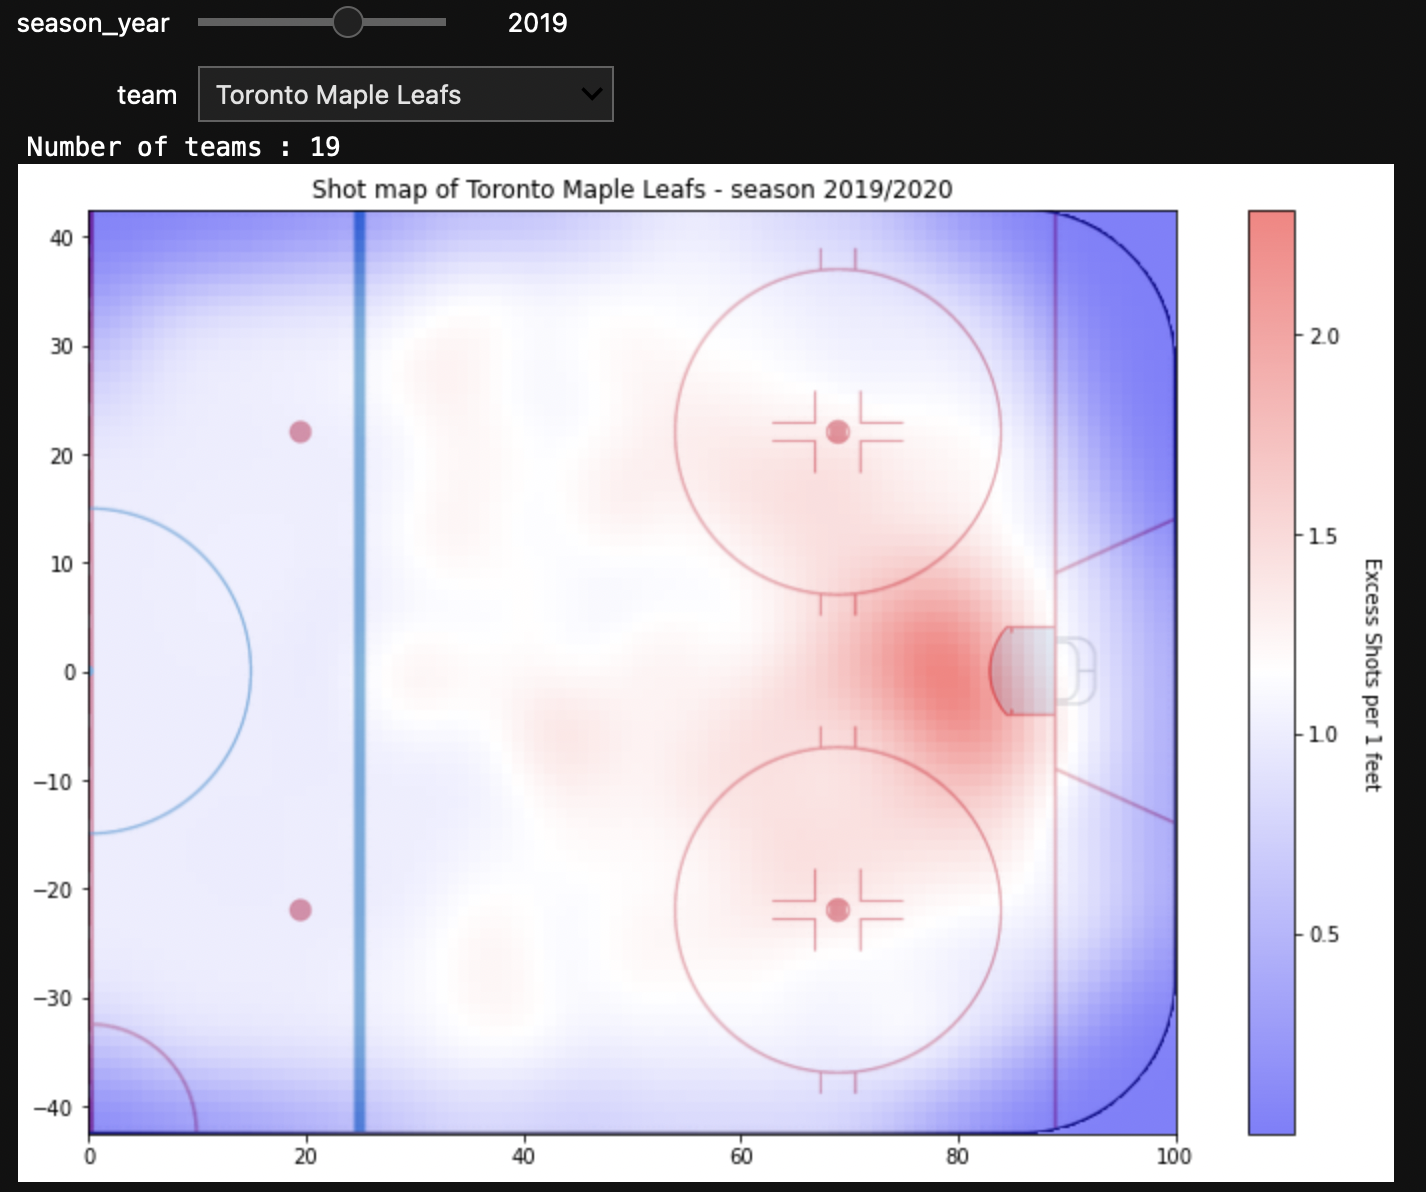 season_year 2019
team Toronto Maple Leafs
Number of teams : 19
Shot map of Toronto Maple Leafs - season 2019/2020
40
30
20
10
0
−10
−20
−30
−40
0 20 40 60 80 100
2.0
1.5
1.0
0.5
Excess Shots per 1 feet